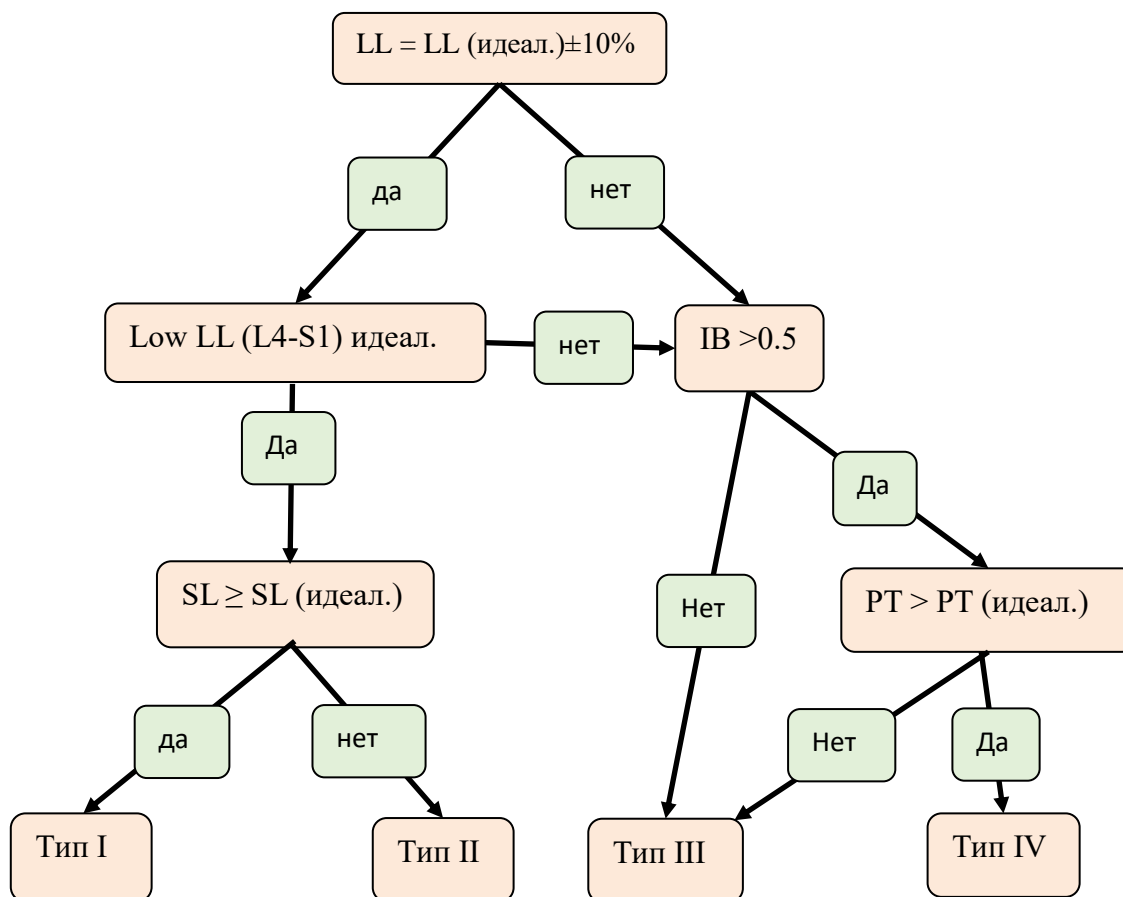 LL = LL (идеал.)±10%
да
нет
Low LL (L4-S1) идеал.
нет
IB >0.5
Да
Да
SL ≥ SL (идеал.)
Нет
PT > PT (идеал.)
да
нет
Нет
Да
Тип I
Тип II
Тип III
Тип IV